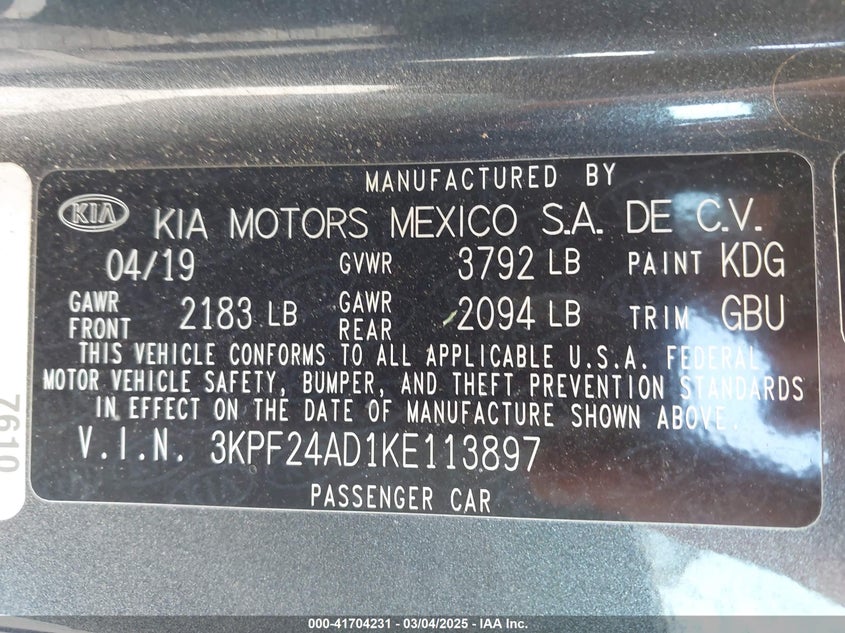 MANUFACTURED BY
KIA KIA MOTORS MEXICO S.A. DE C.V.
04/19 GVWR 3792 LB PAINT KDG
GAWR FRONT 2183 LB GAWR REAR 2094 LB TRIM GBU
THIS VEHICLE CONFORMS TO ALL APPLICABLE U.S.A. FEDERAL
MOTOR VEHICLE SAFETY, BUMPER, AND THEFT PREVENTION STANDARDS
IN EFFECT ON THE DATE OF MANUFACTURE SHOWN ABOVE.
V.I.N. 3KPF24AD1KE113897
PASSENGER CAR
7610
000-41704231 | 03/04/2025 | IAA Inc.